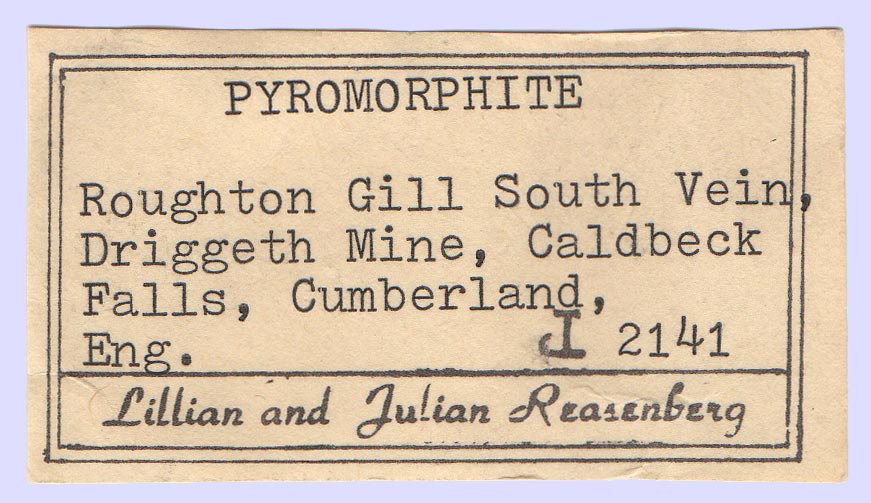 PYROMORPHITE
Roughton Gill South Vein,
Driggeth Mine, Caldbeck
Falls, Cumberland,
Eng. J 2141
Lillian and Julian Reasenberg